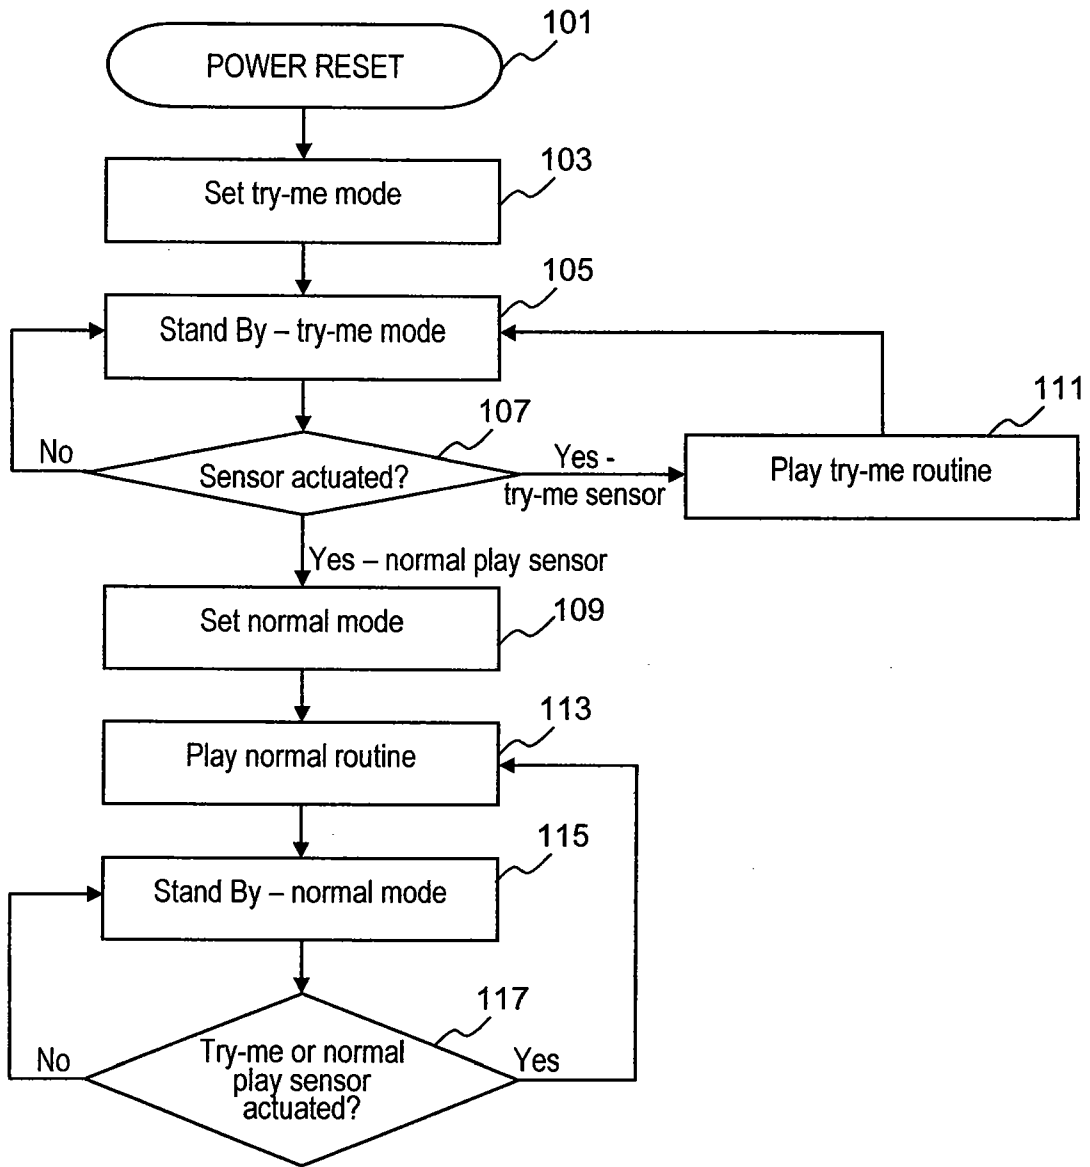 101
POWER RESET
103
Set try-me mode
105
Stand By – try-me mode
107
111
No
Sensor actuated?
Yes -
try-me sensor
Play try-me routine
Yes – normal play sensor
Set normal mode
109
113
Play normal routine
115
Stand By – normal mode
117
No
Try-me or normal
play sensor
actuated?
Yes